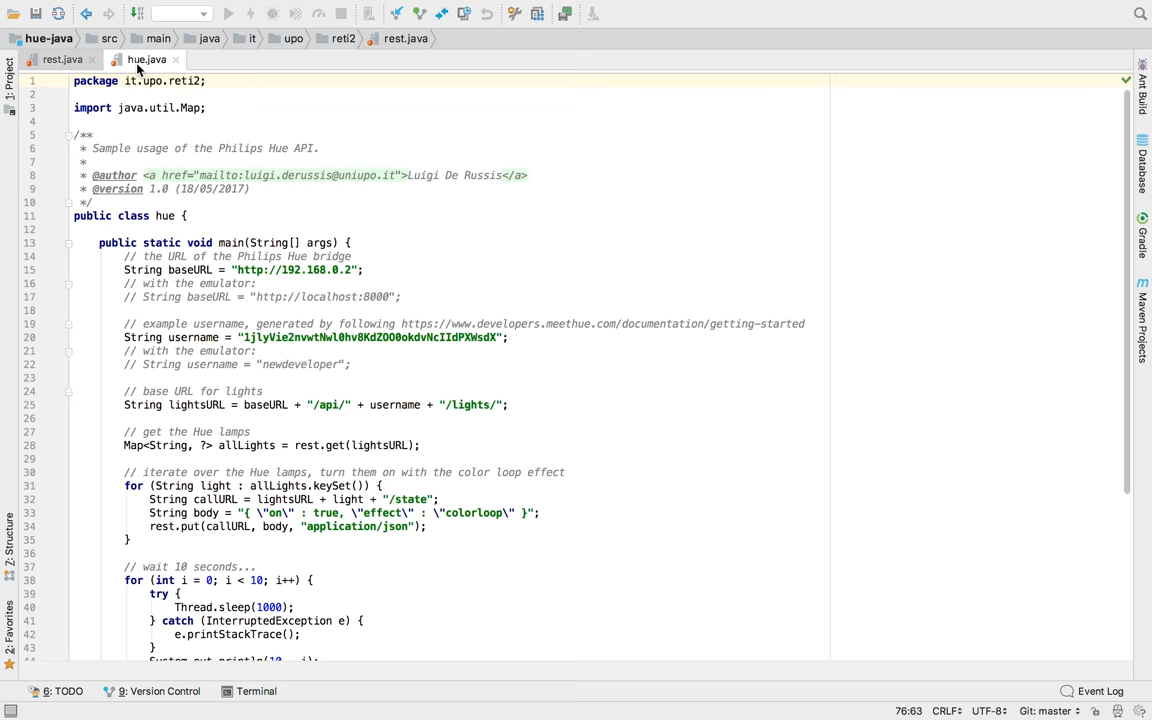 hue-java
src
main
java
it
upo
reti2
rest.java
rest.java
hue.java
1: Project
1 package it.upo.reti2;
2
3 import java.util.Map;
4
5 /**
6 * Sample usage of the Philips Hue API.
7 *
8 * @author <a href="mailto:luigi.derussis@uniupo.it">Luigi De Russis</a>
9 * @version 1.0 (18/05/2017)
10 */
11 public class hue {
12
13 public static void main(String[] args) {
14 // the URL of the Philips Hue bridge
15 String baseURL = "http://192.168.0.2";
16 // with the emulator:
17 // String baseURL = "http://localhost:8000";
18
19 // example username, generated by following https://www.developers.meethue.com/documentation/getting-started
20 String username = "1jlyVie2nvwtNwl0hv8KdZOO0okdvNcIIdPXWsdX";
21 // with the emulator:
22 // String username = "newdeveloper";
23
24 // base URL for lights
25 String lightsURL = baseURL + "/api/" + username + "/lights/";
26
27 // get the Hue lamps
28 Map<String, ?> allLights = rest.get(lightsURL);
29
30 // iterate over the Hue lamps, turn them on with the color loop effect
31 for (String light : allLights.keySet()) {
32 String callURL = lightsURL + light + "/state";
33 String body = "{ \"on\" : true, \"effect\" : \"colorloop\" }";
34 rest.put(callURL, body, "application/json");
35 }
36
37 // wait 10 seconds...
38 for (int i = 0; i < 10; i++) {
39 try {
40 Thread.sleep(1000);
41 } catch (InterruptedException e) {
42 e.printStackTrace();
43 }
44 System.out.println(10 - i);
Z: Structure
2: Favorites
Ant Build
Database
Gradle
Maven Projects
6: TODO
9: Version Control
Terminal
Event Log
76:63
CRLF
UTF-8
Git: master